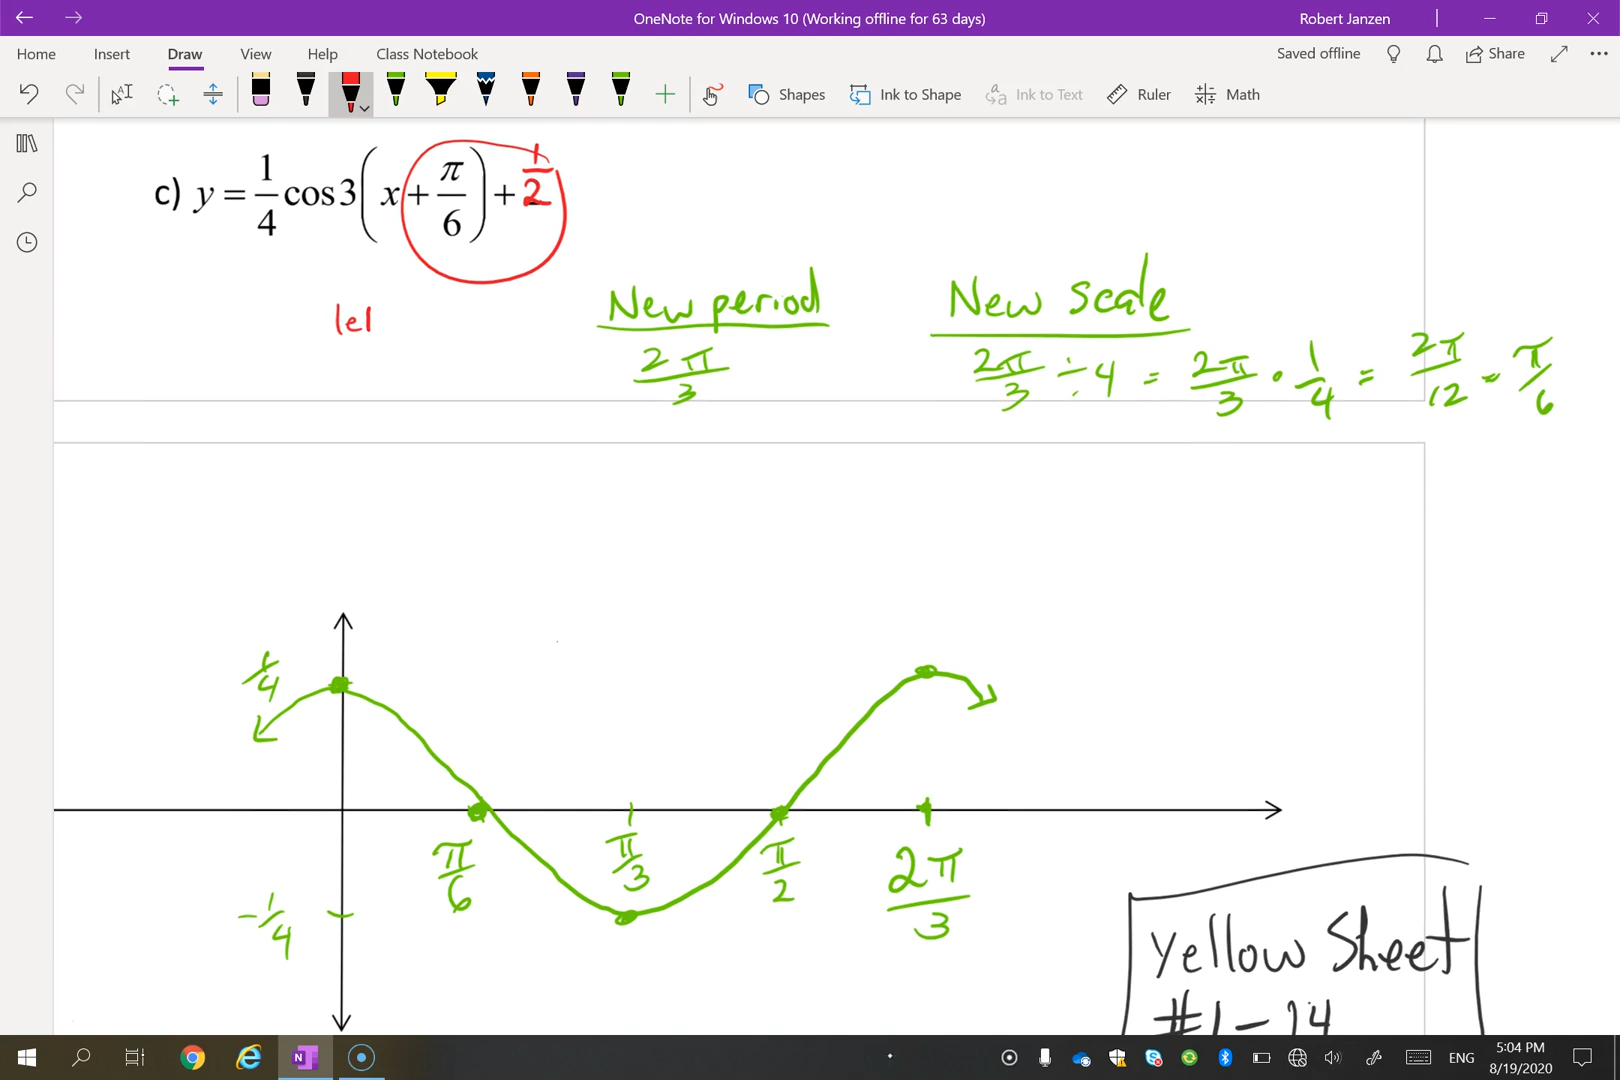 OneNote for Windows 10 (Working offline for 63 days)
Robert Janzen
Home Insert Draw View Help Class Notebook
Saved offline Share
Shapes Ink to Shape Ink to Text Ruler Math
c) y = 1/4 cos3(x + π/6) + 1/2
New period New scale
2π/3 2π/3 ÷ 4 = 2π/3 • 1/4 = 2π/12 = π/6
1/4
π/6 π/3 π/2 2π/3
-1/4
Yellow Sheet
#1-14
ENG
5:04 PM
8/19/2020